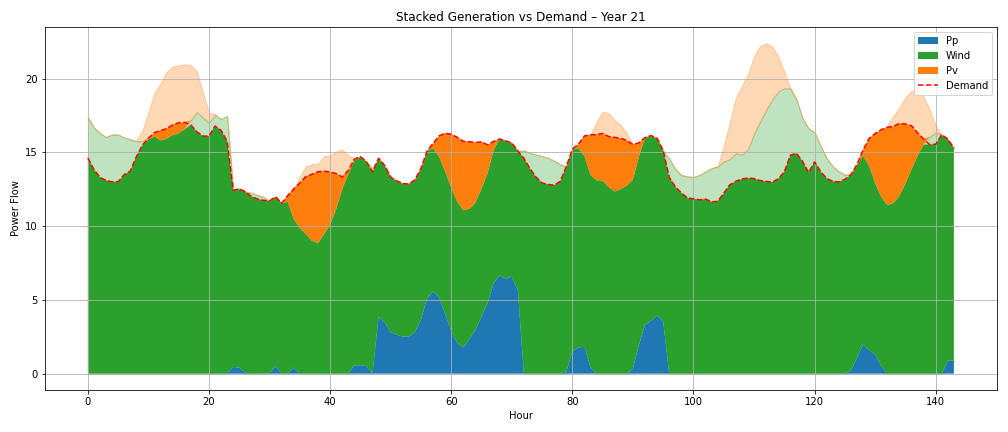 Stacked Generation vs Demand – Year 21
Pp
Wind
Pv
Demand
Power Flow
20
15
10
5
0
0 20 40 60 80 100 120 140
Hour